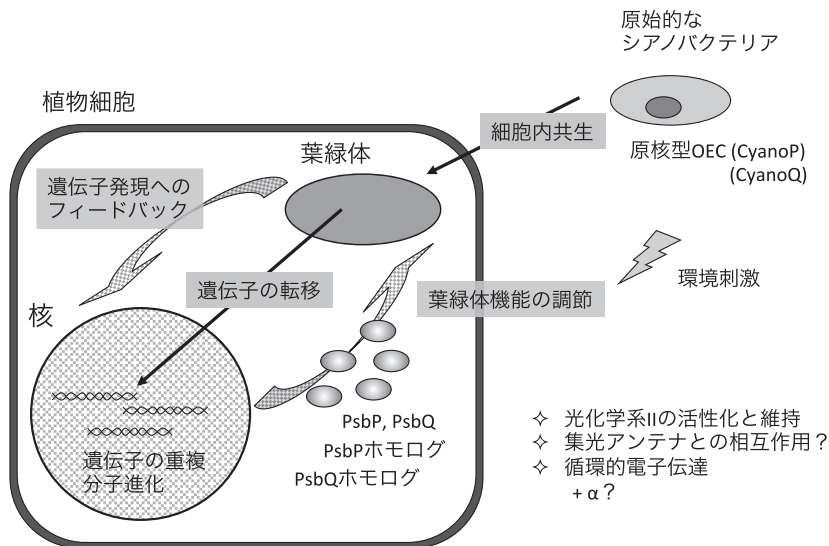 原始的な
シアノバクテリア
植物細胞
細胞内共生
原核型OEC (CyanoP)
(CyanoQ)
葉緑体
遺伝子発現への
フィードバック
環境刺激
遺伝子の転移
葉緑体機能の調節
核
PsbP, PsbQ
PsbPホモログ
PsbQホモログ
遺伝子の重複
分子進化
✧ 光化学系IIの活性化と維持
✧ 集光アンテナとの相互作用？
✧ 循環的電子伝達
+ α？